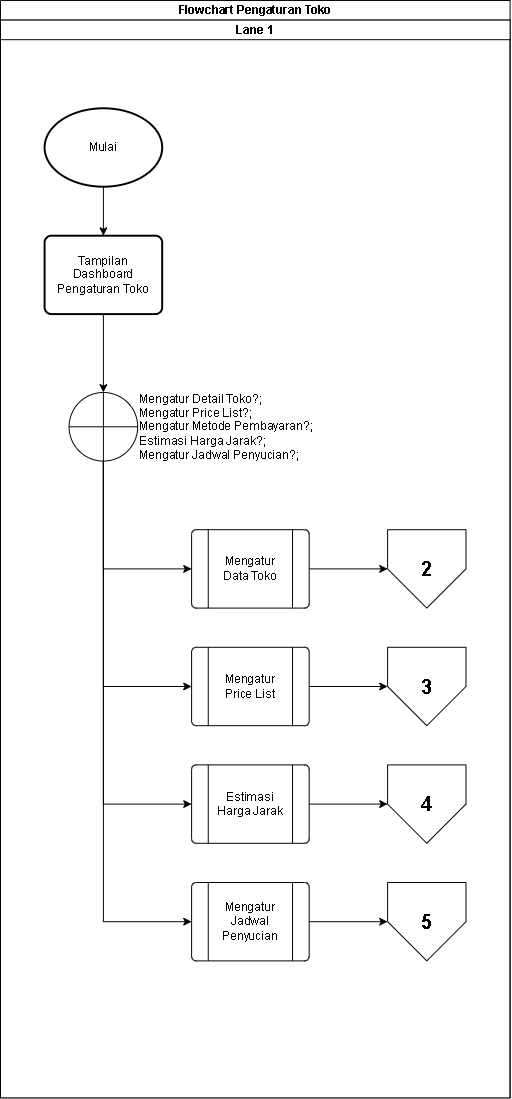 Flowchart Pengaturan Toko
Lane 1
Mulai
Tampilan
Dashboard
Pengaturan Toko
Mengatur Detail Toko?;
Mengatur Price List?;
Mengatur Metode Pembayaran?;
Estimasi Harga Jarak?;
Mengatur Jadwal Penyucian?;
Mengatur
Data Toko
2
Mengatur
Price List
3
Estimasi
Harga Jarak
4
Mengatur
Jadwal
Penyucian
5